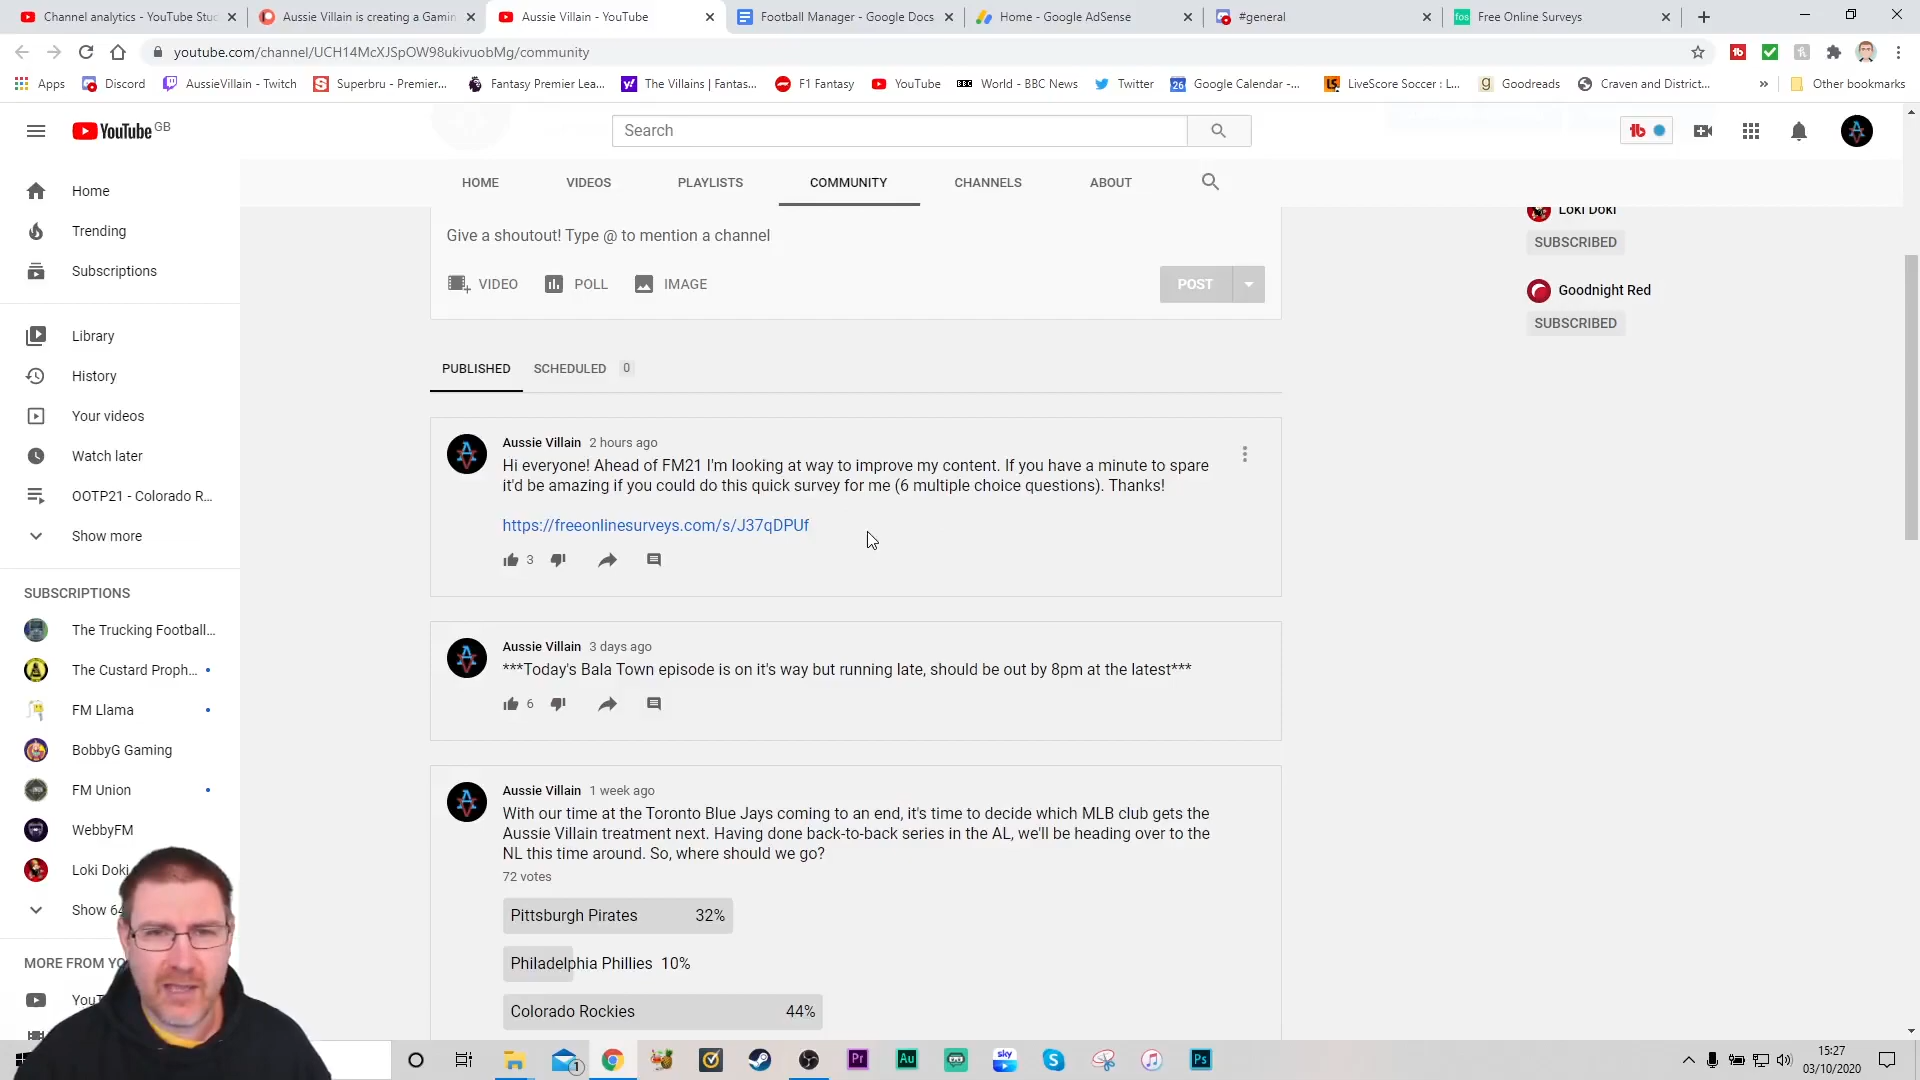 Channel analytics - YouTube Stuc
Aussie Villain is creating a Gamin
Aussie Villain - YouTube
Football Manager - Google Docs
Home - Google AdSense
#general
Free Online Surveys
youtube.com/channel/UCH14McXJSpOW98ukivuobMg/community
Apps
Discord
AussieVillain - Twitch
Superbru - Premier...
Fantasy Premier Lea...
The Villains | Fantas...
F1 Fantasy
YouTube
World - BBC News
Twitter
Google Calendar -...
LiveScore Soccer : L...
Goodreads
Craven and District...
Other bookmarks
YouTube GB
Search
HOME
VIDEOS
PLAYLISTS
COMMUNITY
CHANNELS
ABOUT
Home
Trending
Subscriptions
Library
History
Your videos
Watch later
OOTP21 - Colorado R...
Show more
SUBSCRIPTIONS
The Trucking Football...
The Custard Proph...
FM Llama
BobbyG Gaming
FM Union
WebbyFM
Loki Doki
Show 64
MORE FROM YO
YouT
Give a shoutout! Type @ to mention a channel
VIDEO
POLL
IMAGE
POST
PUBLISHED
SCHEDULED 0
Aussie Villain 2 hours ago
Hi everyone! Ahead of FM21 I'm looking at way to improve my content. If you have a minute to spare
it'd be amazing if you could do this quick survey for me (6 multiple choice questions). Thanks!
https://freeonlinesurveys.com/s/J37qDPUf
3
Aussie Villain 3 days ago
***Today's Bala Town episode is on it's way but running late, should be out by 8pm at the latest***
6
Aussie Villain 1 week ago
With our time at the Toronto Blue Jays coming to an end, it's time to decide which MLB club gets the
Aussie Villain treatment next. Having done back-to-back series in the AL, we'll be heading over to the
NL this time around. So, where should we go?
72 votes
Pittsburgh Pirates 32%
Philadelphia Phillies 10%
Colorado Rockies 44%
Loki Doki
SUBSCRIBED
Goodnight Red
SUBSCRIBED
15:27
03/10/2020